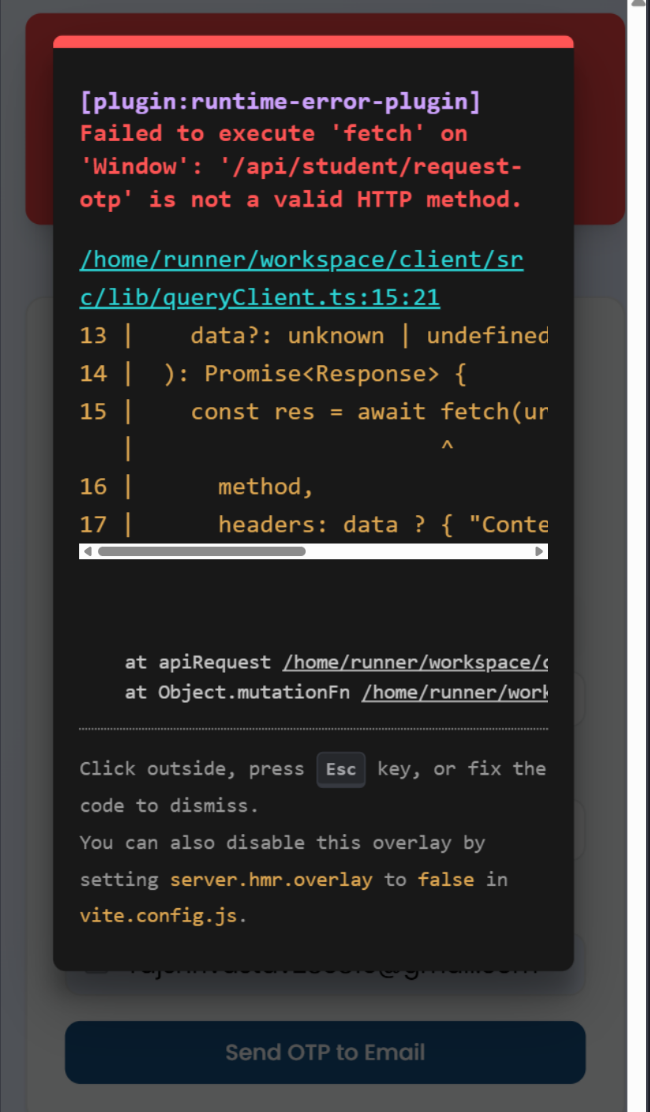 [plugin:runtime-error-plugin]
Failed to execute 'fetch' on
'Window': '/api/student/request-
otp' is not a valid HTTP method.
/home/runner/workspace/client/sr
c/lib/queryClient.ts:15:21
13 |    data?: unknown | undefined
14 |  ): Promise<Response> {
15 |    const res = await fetch(ur
   |                      ^
16 |      method,
17 |      headers: data ? { "Conte
at apiRequest /home/runner/workspace/c
at Object.mutationFn /home/runner/work
Click outside, press Esc key, or fix the
code to dismiss.
You can also disable this overlay by
setting server.hmr.overlay to false in
vite.config.js.
Send OTP to Email